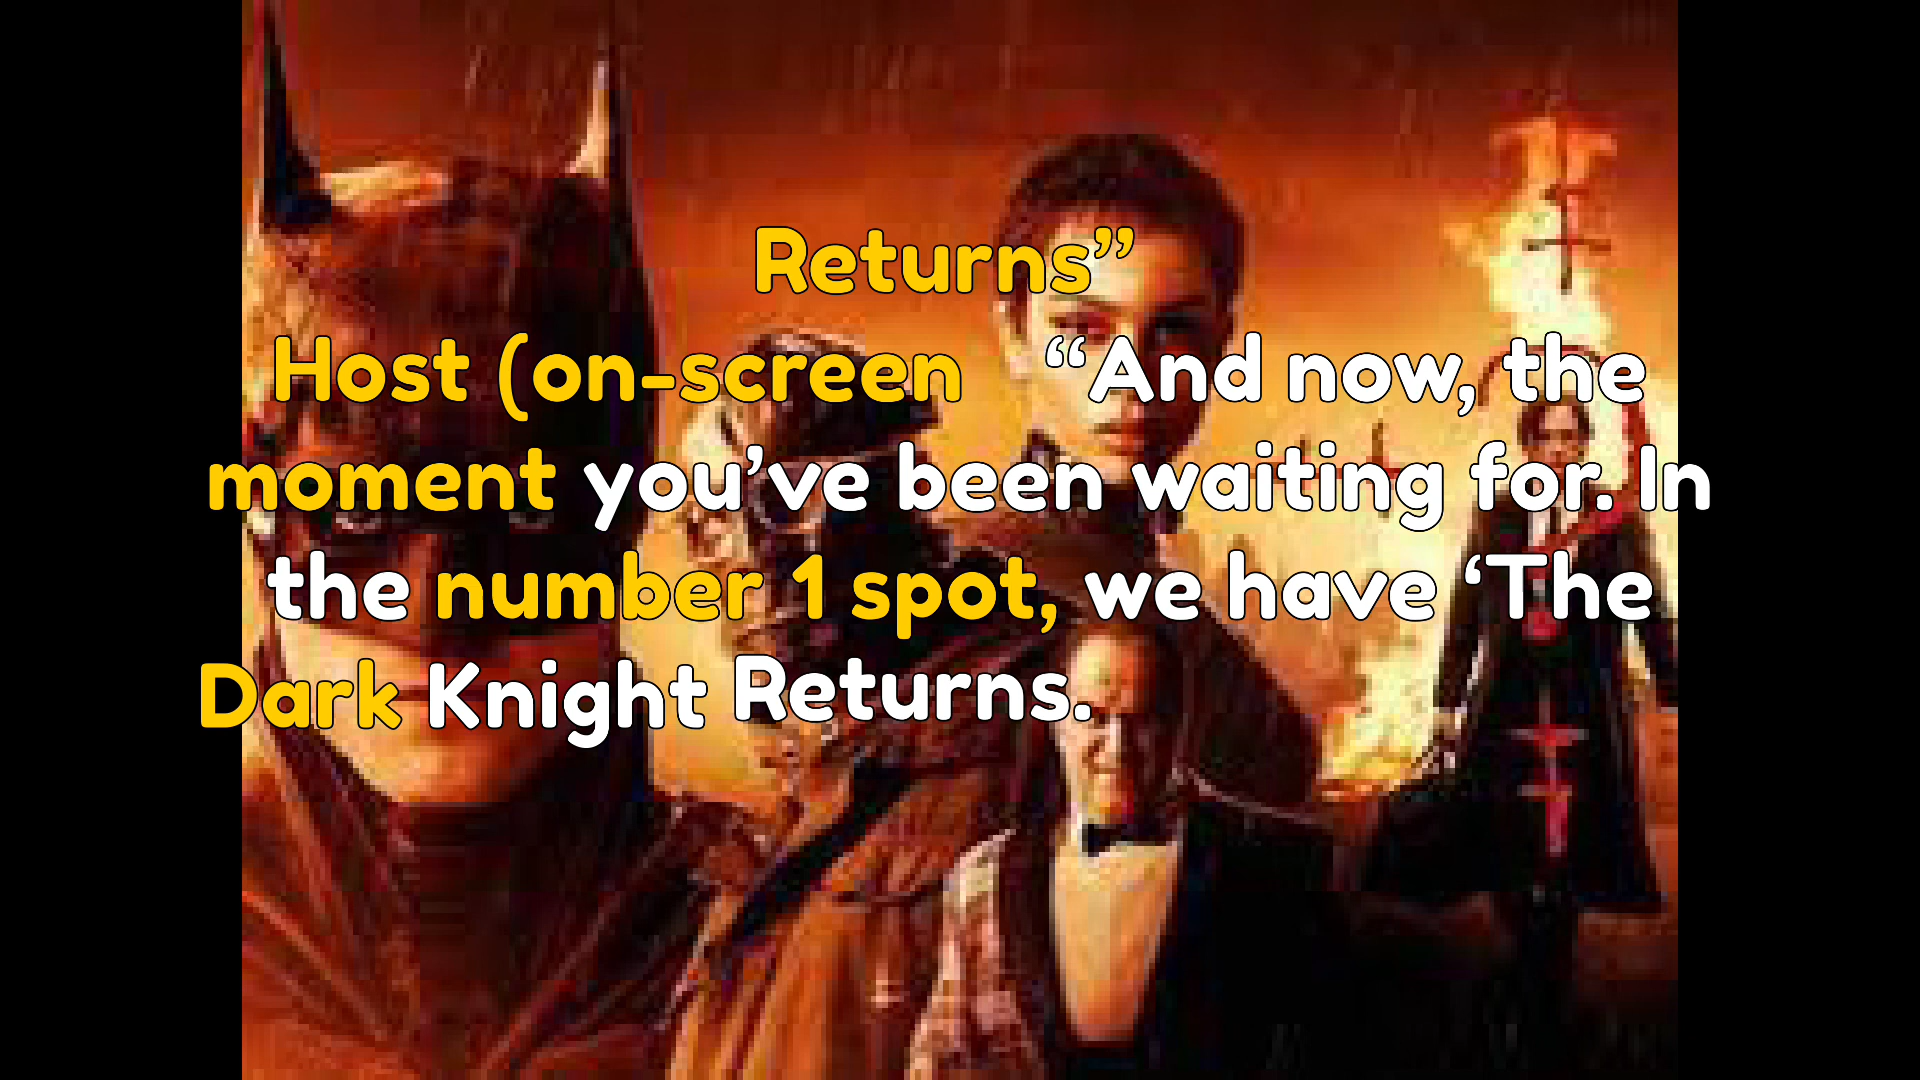 Returns”
Host (on-screen “And now, the
moment you’ve been waiting for. In
the number 1 spot, we have ‘The
Dark Knight Returns.